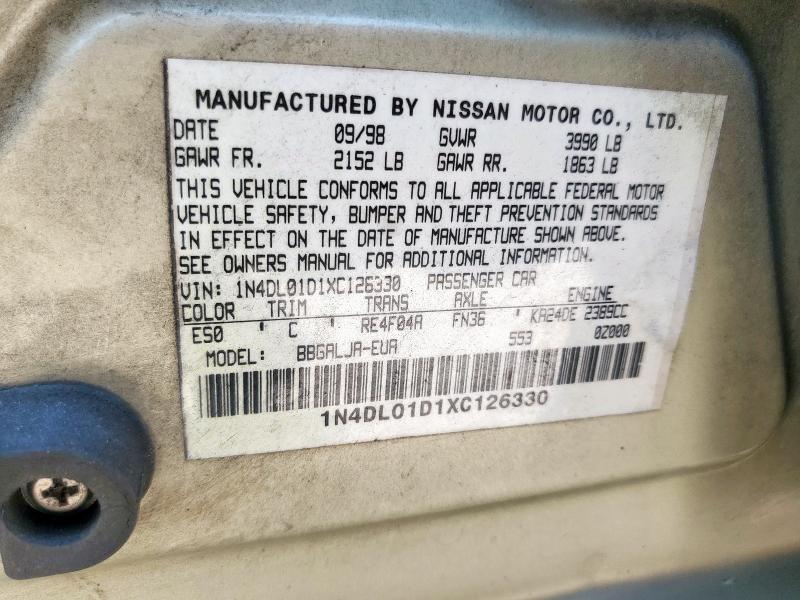 MANUFACTURED BY NISSAN MOTOR CO., LTD.
DATE 09/98 GVWR 3990 LB
GAWR FR. 2152 LB GAWR RR. 1863 LB
THIS VEHICLE CONFORMS TO ALL APPLICABLE FEDERAL MOTOR
VEHICLE SAFETY, BUMPER AND THEFT PREVENTION STANDARDS
IN EFFECT ON THE DATE OF MANUFACTURE SHOWN ABOVE.
SEE OWNERS MANUAL FOR ADDITIONAL INFORMATION.
VIN: 1N4DL01D1XC126330 PASSENGER CAR
COLOR TRIM TRANS AXLE ENGINE
ES0 ' C ' RE4F04A FN36 ' KA24DE 2389CC
MODEL: BBGALJA-EUA 553 0Z000
1N4DL01D1XC126330